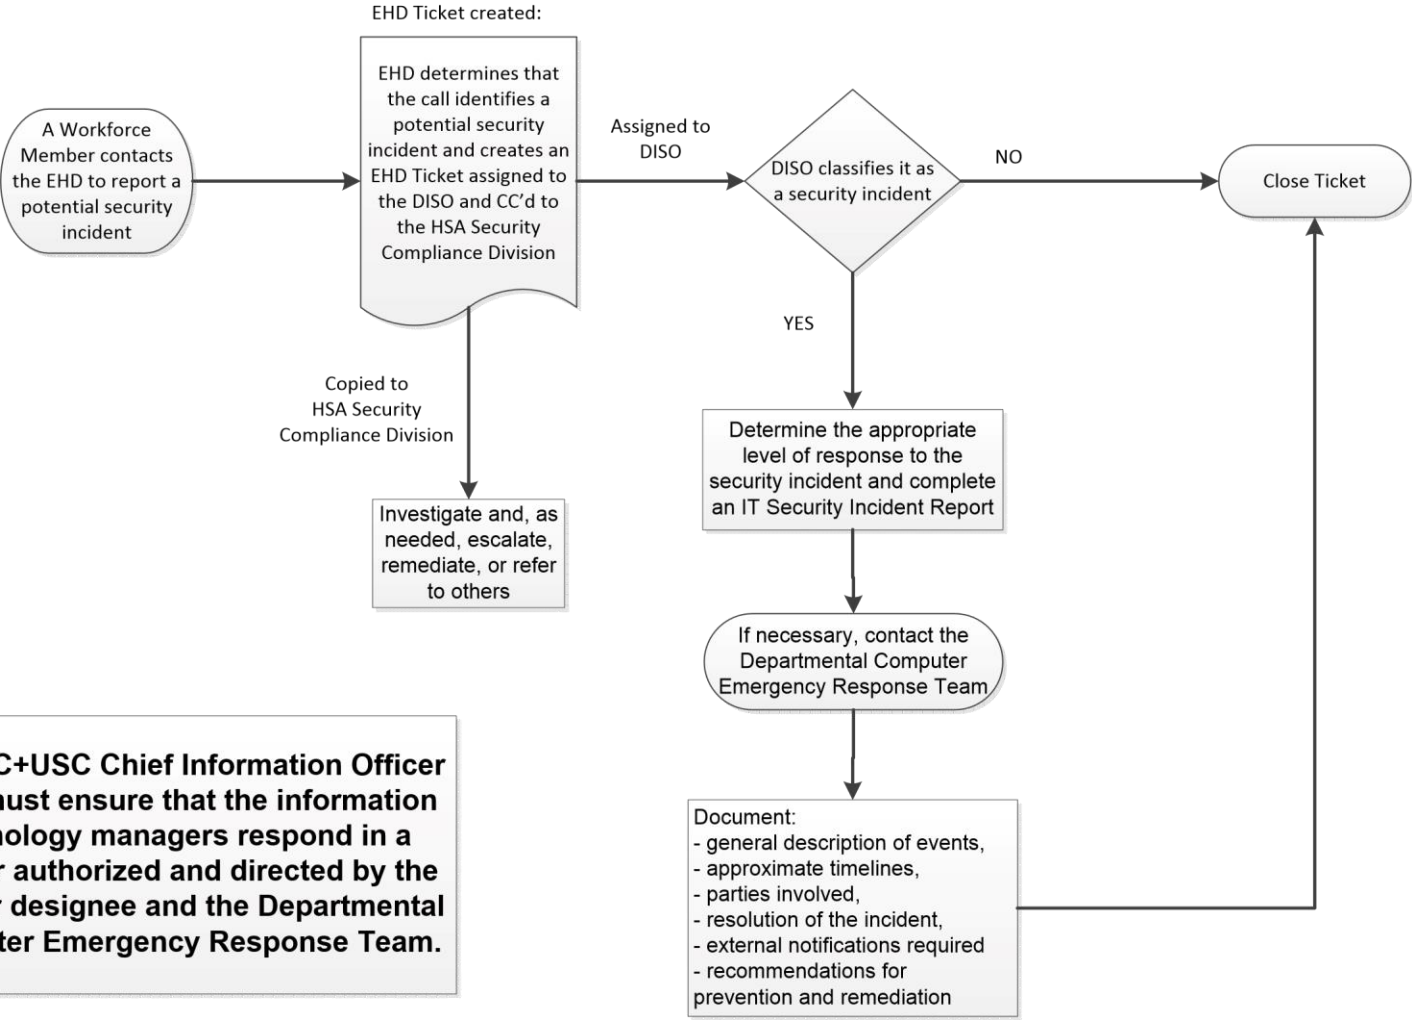 EHD Ticket created:
A Workforce
Member contacts
the EHD to report a
potential security
incident
EHD determines that
the call identifies a
potential security
incident and creates an
EHD Ticket assigned to
the DISO and CC'd to
the HSA Security
Compliance Division
Assigned to
DISO
DISO classifies it as
a security incident
NO
Close Ticket
YES
Copied to
HSA Security
Compliance Division
Investigate and, as
needed, escalate,
remediate, or refer
to others
Determine the appropriate
level of response to the
security incident and complete
an IT Security Incident Report
If necessary, contact the
Departmental Computer
Emergency Response Team
Document:
- general description of events,
- approximate timelines,
- parties involved,
- resolution of the incident,
- external notifications required
- recommendations for
prevention and remediation
C+USC Chief Information Officer
must ensure that the information
nology managers respond in a
r authorized and directed by the
r designee and the Departmental
ter Emergency Response Team.